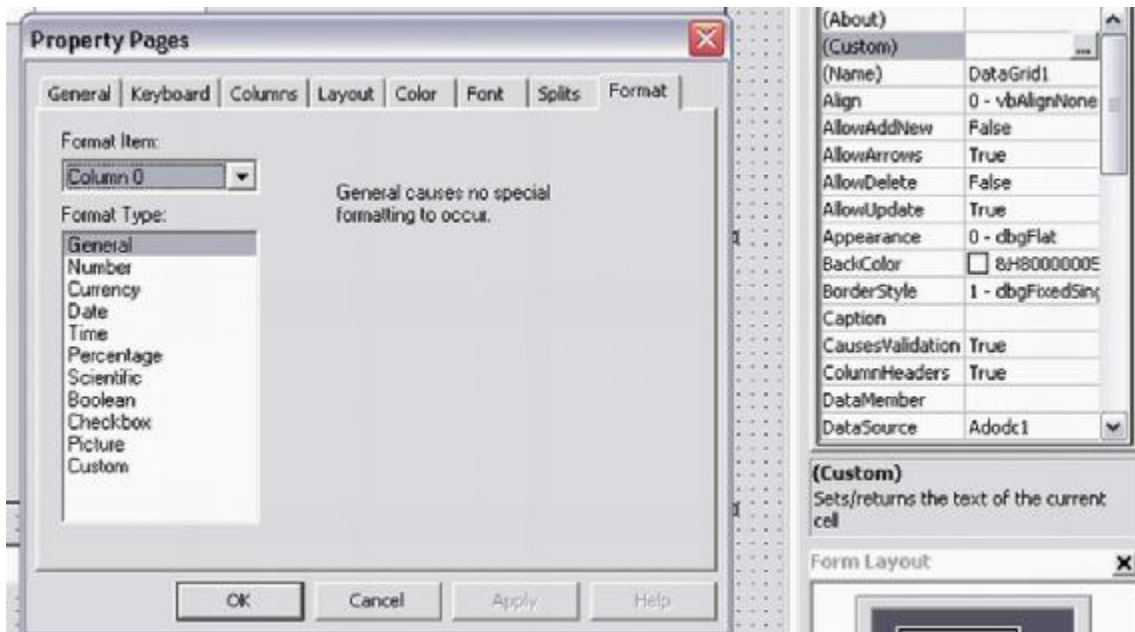 Property Pages
General Keyboard Columns Layout Color Font Splits Format
Format Item:
Column 0
General causes no special
formatting to occur.
Format Type:
General
Number
Currency
Date
Time
Percentage
Scientific
Boolean
Checkbox
Picture
Custom
OK Cancel Apply Help
(About)
(Custom) ...
(Name) DataGrid1
Align 0 - vbAlignNone
AllowAddNew False
AllowArrows True
AllowDelete False
AllowUpdate True
Appearance 0 - dbgFlat
BackColor &H80000005
BorderStyle 1 - dbgFixedSing
Caption
CausesValidation True
ColumnHeaders True
DataMember
DataSource Adodc1
(Custom)
Sets/returns the text of the current
cell
Form Layout